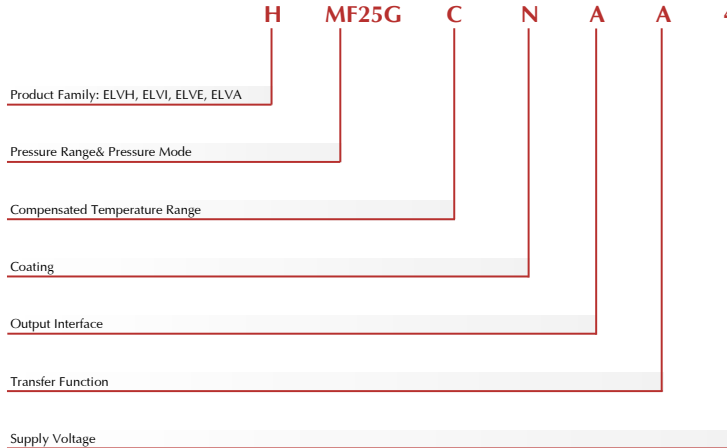 H MF25G C N A A
Product Family: ELVH, ELVI, ELVE, ELVA
Pressure Range& Pressure Mode
Compensated Temperature Range
Coating
Output Interface
Transfer Function
Supply Voltage